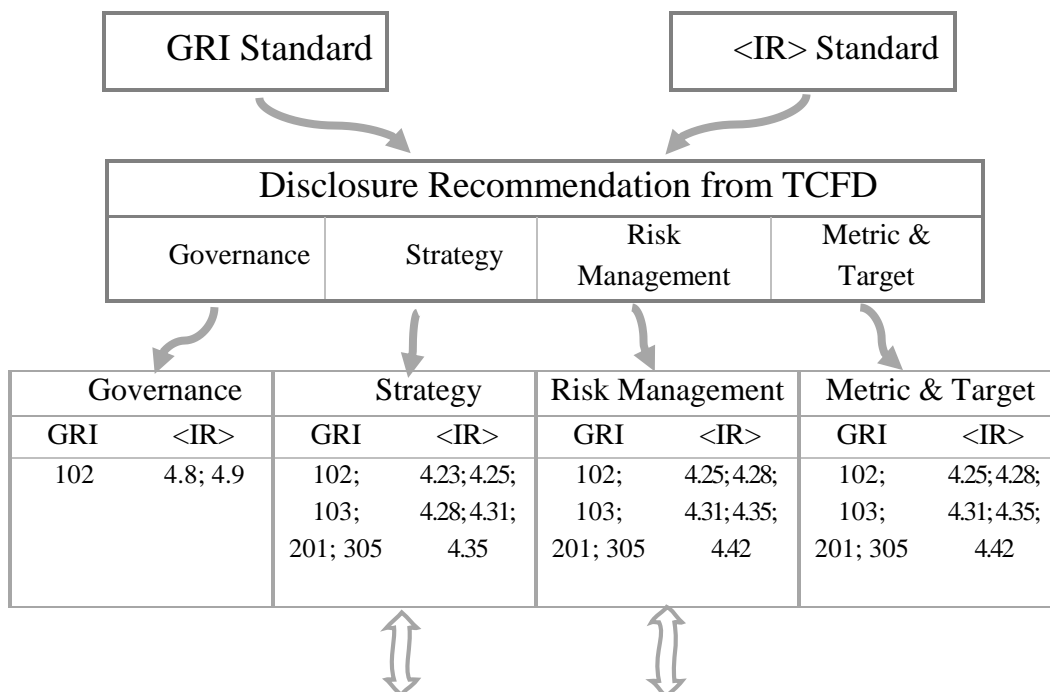 GRI Standard
<IR> Standard
Disclosure Recommendation from TCFD
Governance
Strategy
Risk
Management
Metric &
Target
Governance
Strategy
Risk Management
Metric & Target
GRI <IR> GRI <IR> GRI <IR> GRI <IR>
102 4.8; 4.9 102; 4.23; 4.25; 102; 4.25; 4.28; 102; 4.25; 4.28;
103; 4.28; 4.31; 103; 4.31; 4.35; 103; 4.31; 4.35;
201; 305 4.35 201; 305 4.42 201; 305 4.42